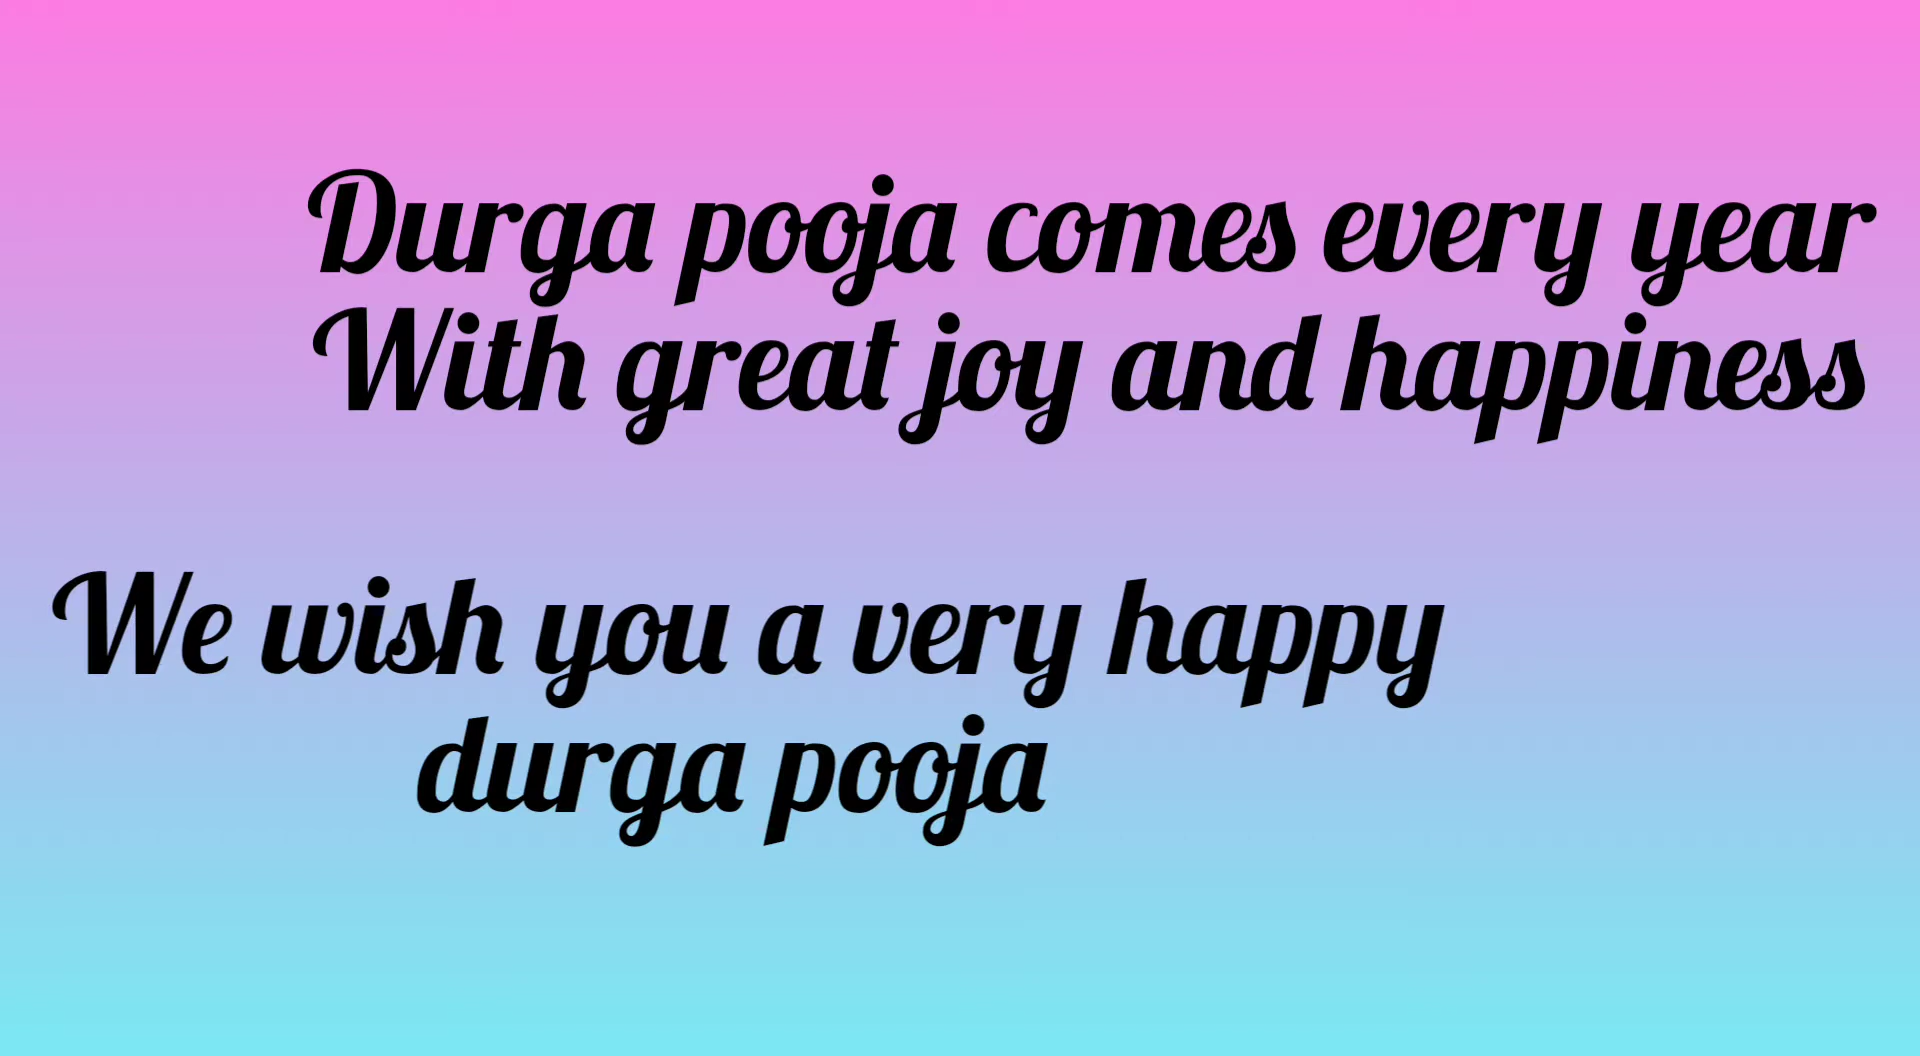 Durga pooja comes every year
With great joy and happiness
We wish you a very happy
durga pooja